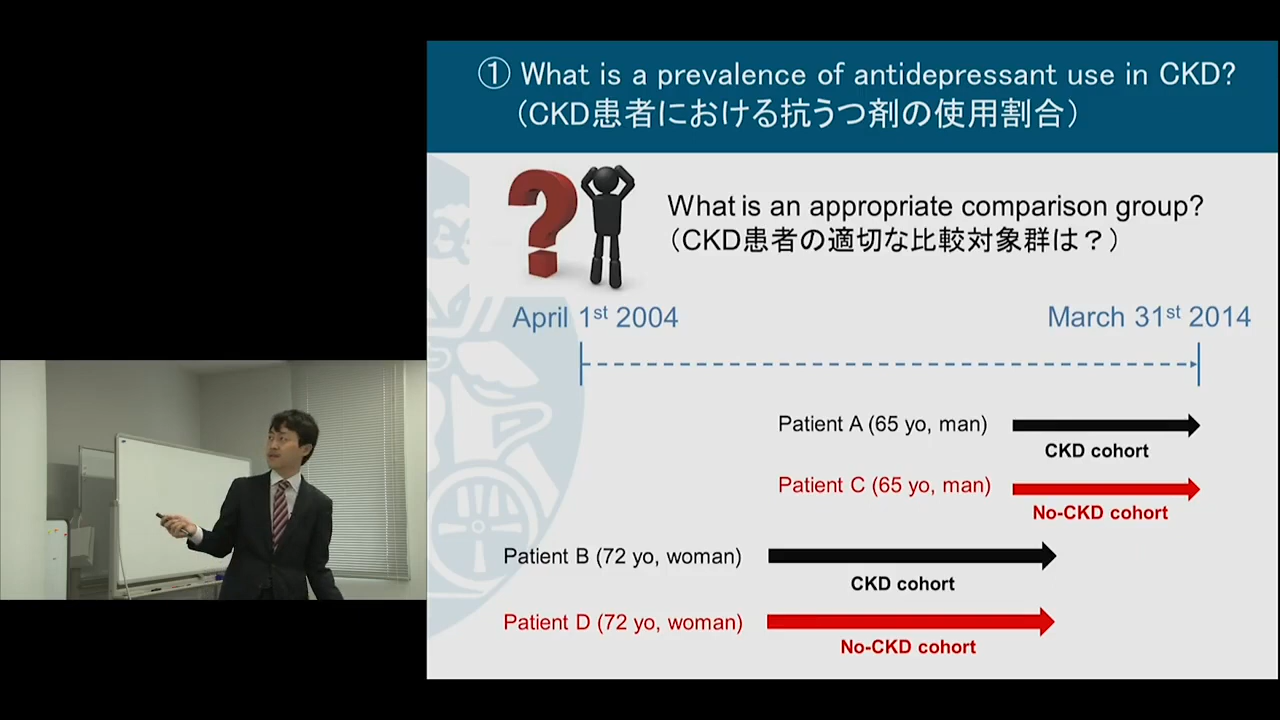 ① What is a prevalence of antidepressant use in CKD?
（CKD患者における抗うつ剤の使用割合）
What is an appropriate comparison group?
（CKD患者の適切な比較対象群は？）
April 1st 2004
March 31st 2014
Patient A (65 yo, man)
CKD cohort
Patient C (65 yo, man)
No-CKD cohort
Patient B (72 yo, woman)
CKD cohort
Patient D (72 yo, woman)
No-CKD cohort